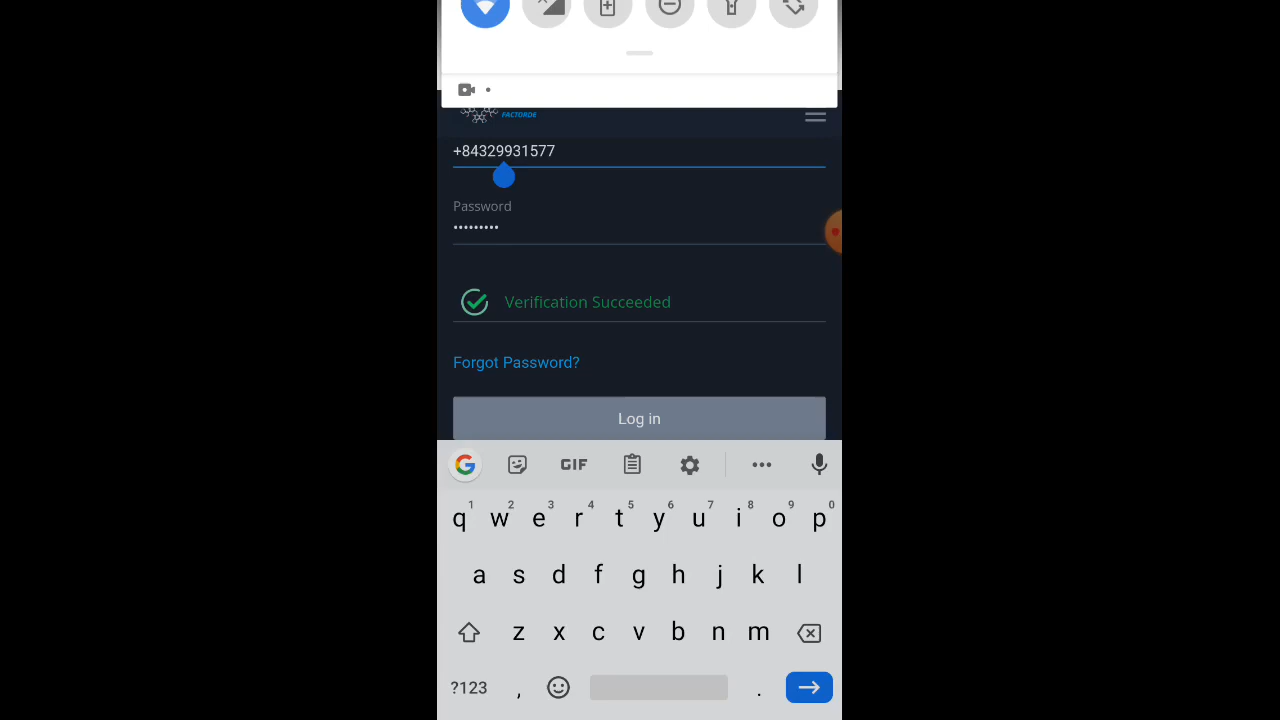 FACTORDE
+84329931577
Password
•••••••••
Verification Succeeded
Forgot Password?
Log in
G GIF
1 2 3 4 5 6 7 8 9 0
q w e r t y u i o p
a s d f g h j k l
z x c v b n m
?123 , .